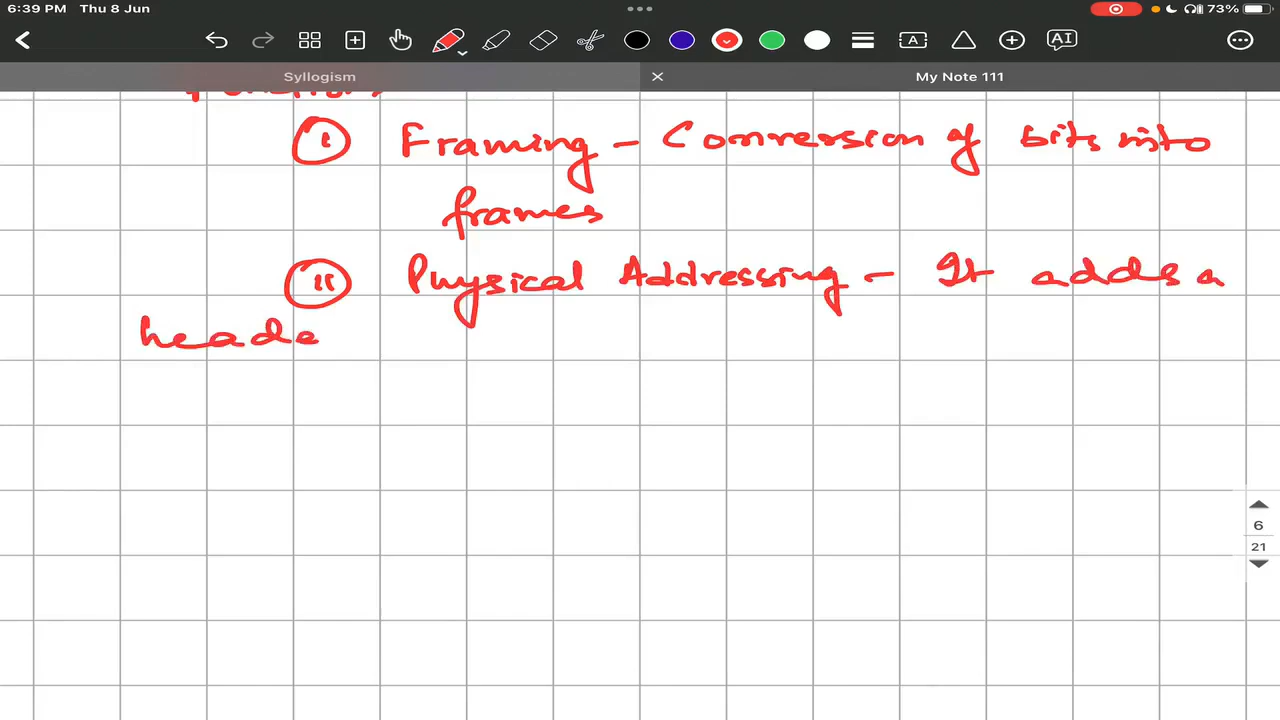 6:39 PM Thu 8 Jun 73%
A AI
Syllogism My Note 111
I Framing - Conversion of bits into
frames
II Physical Addressing - It adds a
heade
6
21